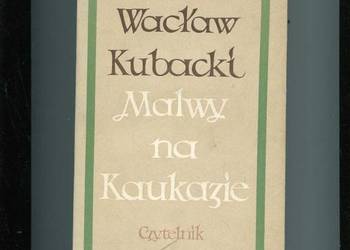 Wacław
Kubacki
Malwy
na
Kaukazie
Czytelnik